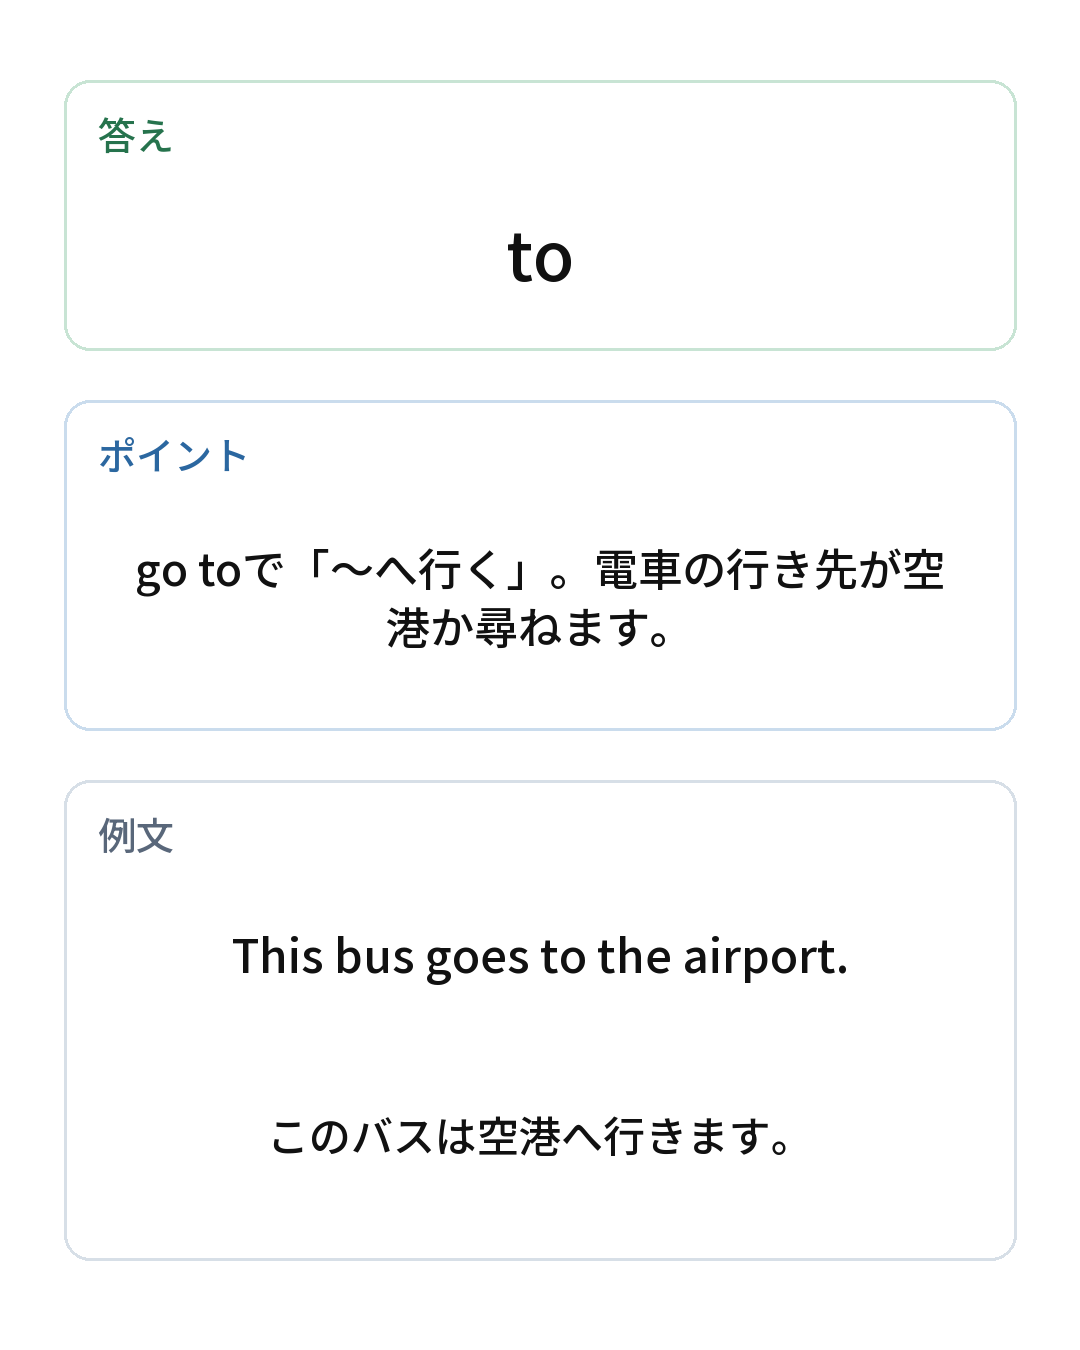 答え
to
ポイント
go toで「～へ行く」。電車の行き先が空
港か尋ねます。
例文
This bus goes to the airport.
このバスは空港へ行きます。